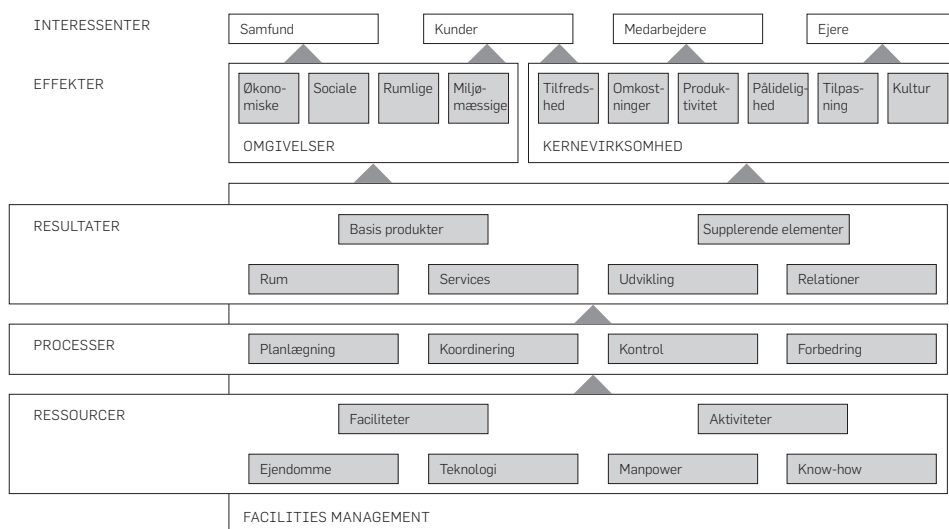 INTERESSENTER
Samfund
Kunder
Medarbejdere
Ejere
EFFEKTER
Økono-
miske
Sociale
Rumlige
Miljø-
mæssige
Tilfreds-
hed
Omkost-
ninger
Produk-
tivitet
Pålidelig-
hed
Tilpas-
ning
Kultur
OMGIVELSER
KERNEVIRKSOMHED
RESULTATER
Basis produkter
Supplerende elementer
Rum
Services
Udvikling
Relationer
PROCESSER
Planlægning
Koordinering
Kontrol
Forbedring
RESSOURCER
Faciliteter
Aktiviteter
Ejendomme
Teknologi
Manpower
Know-how
FACILITIES MANAGEMENT